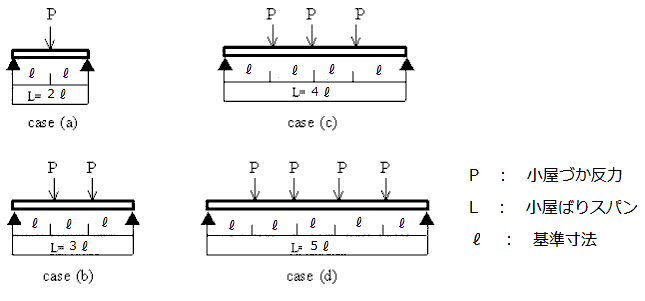 P
ℓ ℓ
L= 2 ℓ
case (a)
P P P
ℓ ℓ ℓ ℓ
L= 4 ℓ
case (c)
P P
ℓ ℓ ℓ
L= 3 ℓ
case (b)
P P P P
ℓ ℓ ℓ ℓ ℓ
L= 5 ℓ
case (d)
P : 小屋づか反力
L : 小屋ばりスパン
ℓ : 基準寸法